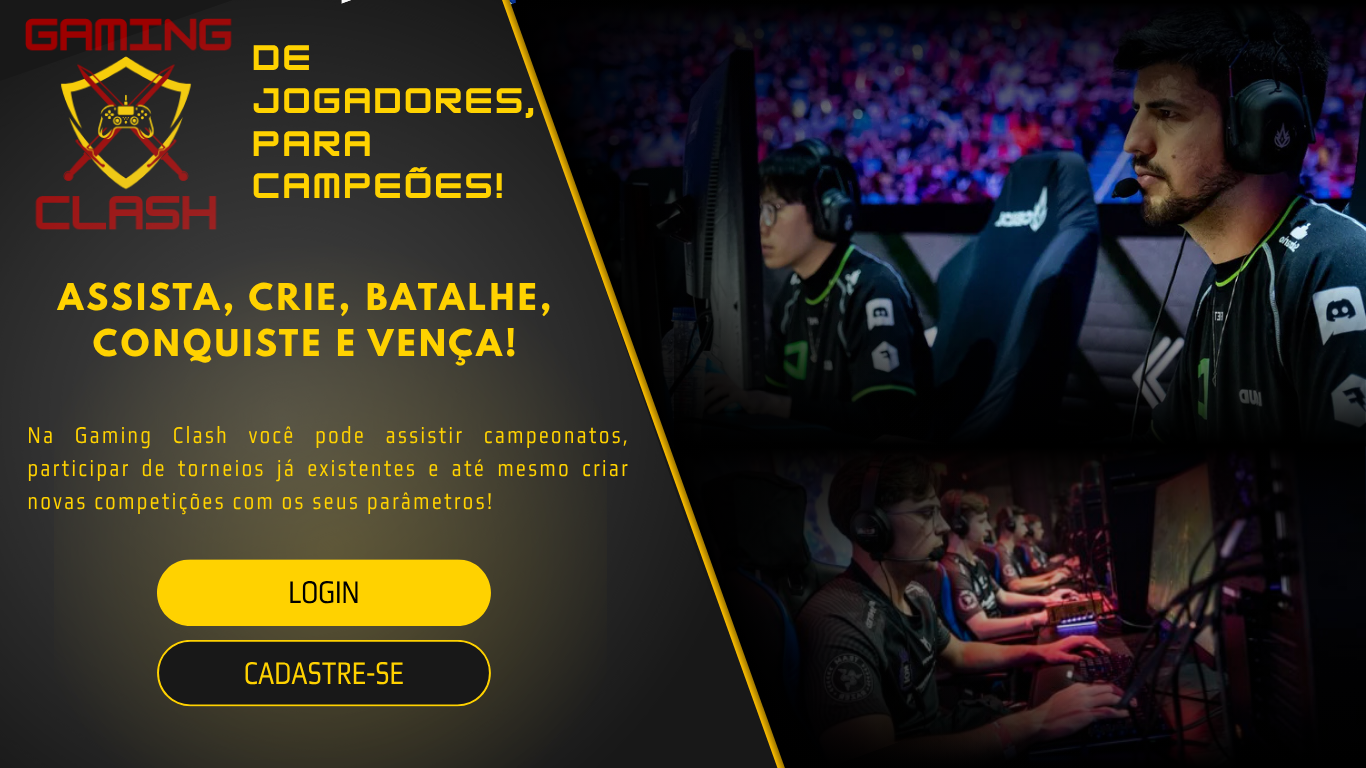 GAMING
CLASH
DE
JOGADORES,
PARA
CAMPEÕES!
ASSISTA, CRIE, BATALHE,
CONQUISTE E VENÇA!
Na Gaming Clash você pode assistir campeonatos,
participar de torneios já existentes e até mesmo criar
novas competições com os seus parâmetros!
LOGIN
CADASTRE-SE